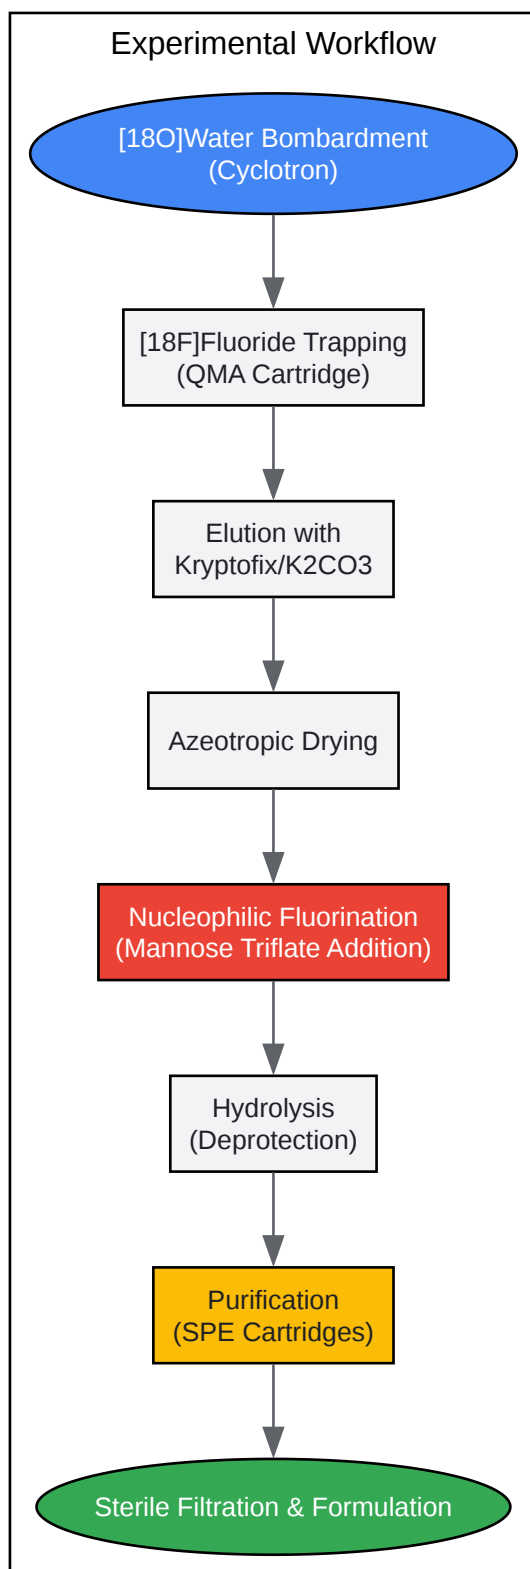 Experimental Workflow
[18O]Water Bombardment
(Cyclotron)
[18F]Fluoride Trapping
(QMA Cartridge)
Elution with
Kryptofix/K2CO3
Azeotropic Drying
Nucleophilic Fluorination
(Mannose Triflate Addition)
Hydrolysis
(Deprotection)
Purification
(SPE Cartridges)
Sterile Filtration & Formulation